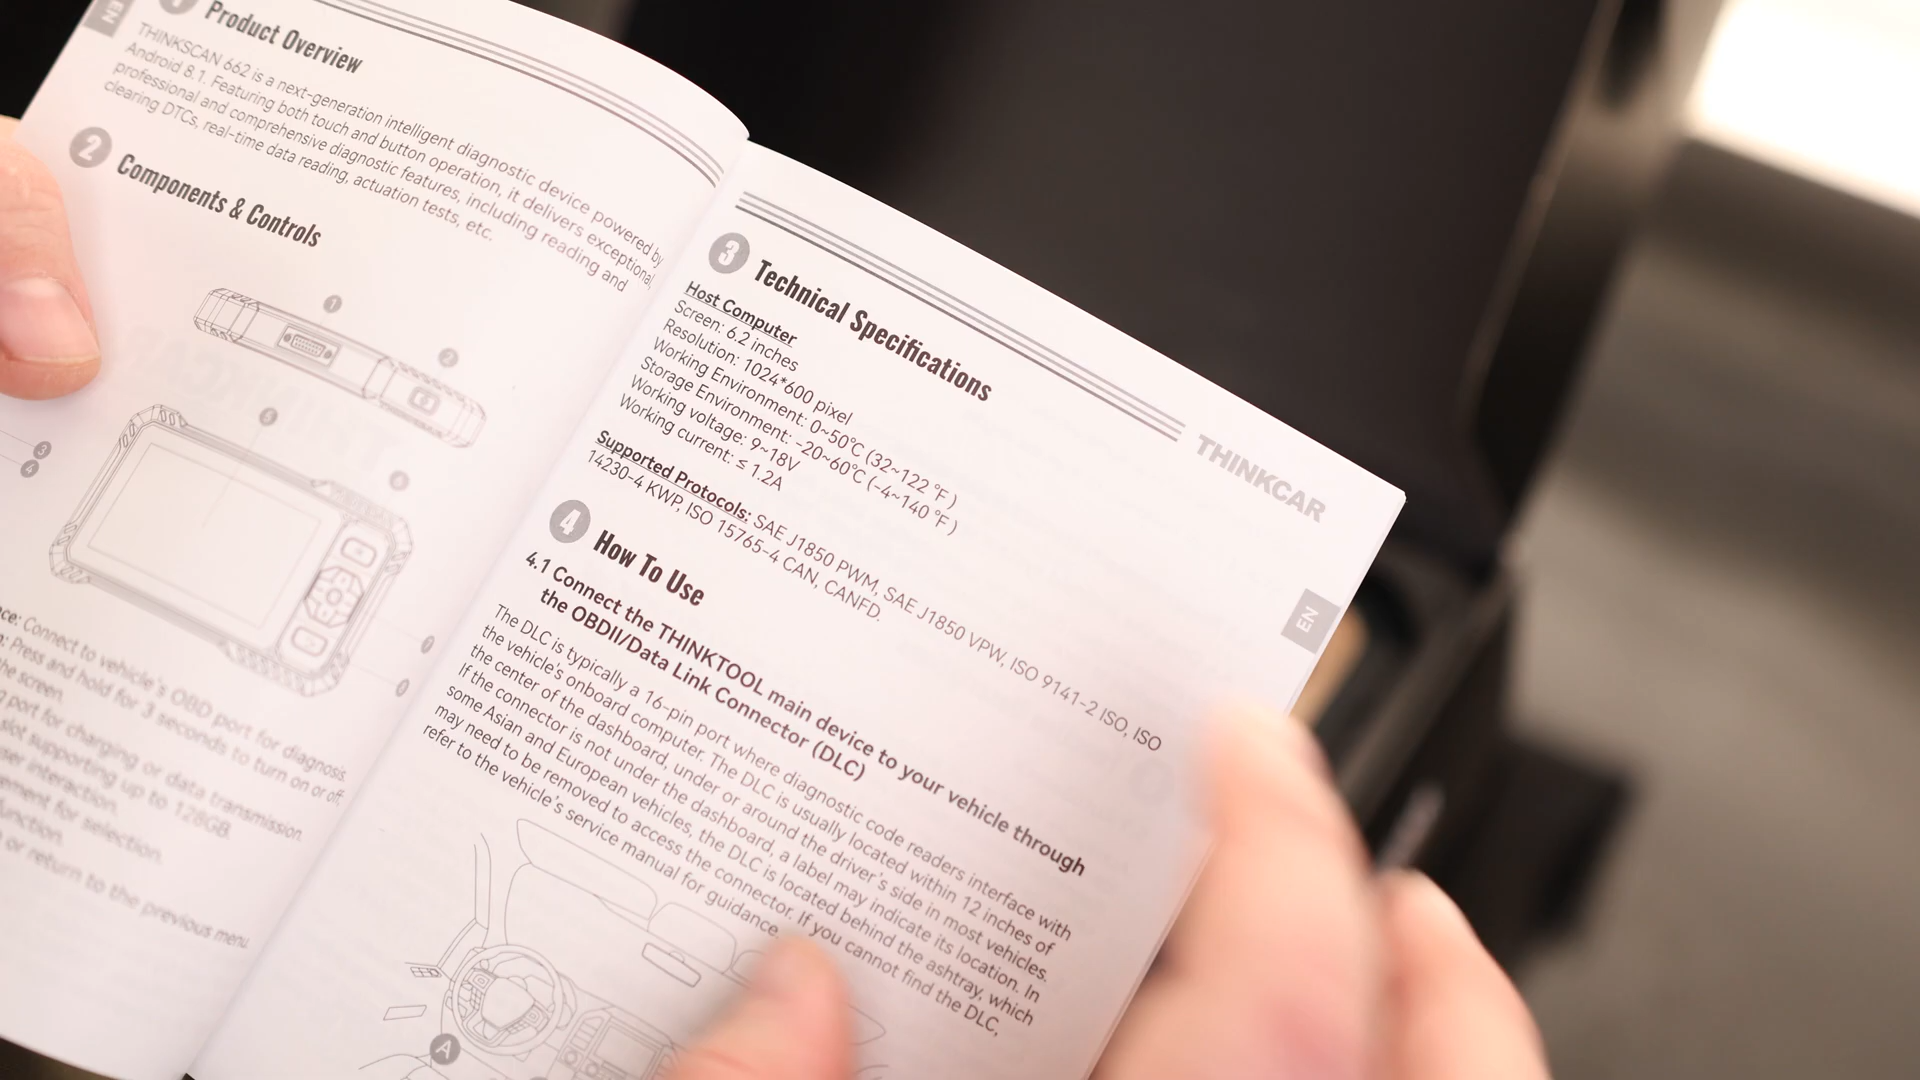 EN
1 Product Overview
THINKSCAN 662 is a next-generation intelligent diagnostic device powered by
Android 8.1. Featuring both touch and button operation, it delivers exceptional,
professional and comprehensive diagnostic features, including reading and
clearing DTCs, real-time data reading, actuation tests, etc.
2 Components & Controls
1
2
5
3
4
6
7
Connect to vehicle's OBD port for diagnosis.
Press and hold for 3 seconds to turn on or off
the screen.
port for charging or data transmission.
slot supporting up to 128GB.
user interaction.
for selection.
function.
or return to the previous menu.
THINKCAR
3 Technical Specifications
Host Computer
Screen: 6.2 inches
Resolution: 1024*600 pixel
Working Environment: 0~50℃ (32~122 ℉)
Storage Environment: -20~60℃ (-4~140 ℉)
Working voltage: 9~18V
Working current: ≤ 1.2A
Supported Protocols: SAE J1850 PWM, SAE J1850 VPW, ISO 9141-2 ISO, ISO
14230-4 KWP, ISO 15765-4 CAN, CANFD.
EN
4 How To Use
4.1 Connect the THINKTOOL main device to your vehicle through
the OBDII/Data Link Connector (DLC)
The DLC is typically a 16-pin port where diagnostic code readers interface with
the vehicle's onboard computer. The DLC is usually located within 12 inches of
the center of the dashboard, under or around the driver's side in most vehicles.
If the connector is not under the dashboard, a label may indicate its location. In
some Asian and European vehicles, the DLC is located behind the ashtray, which
may need to be removed to access the connector. If you cannot find the DLC,
refer to the vehicle's service manual for guidance.
A